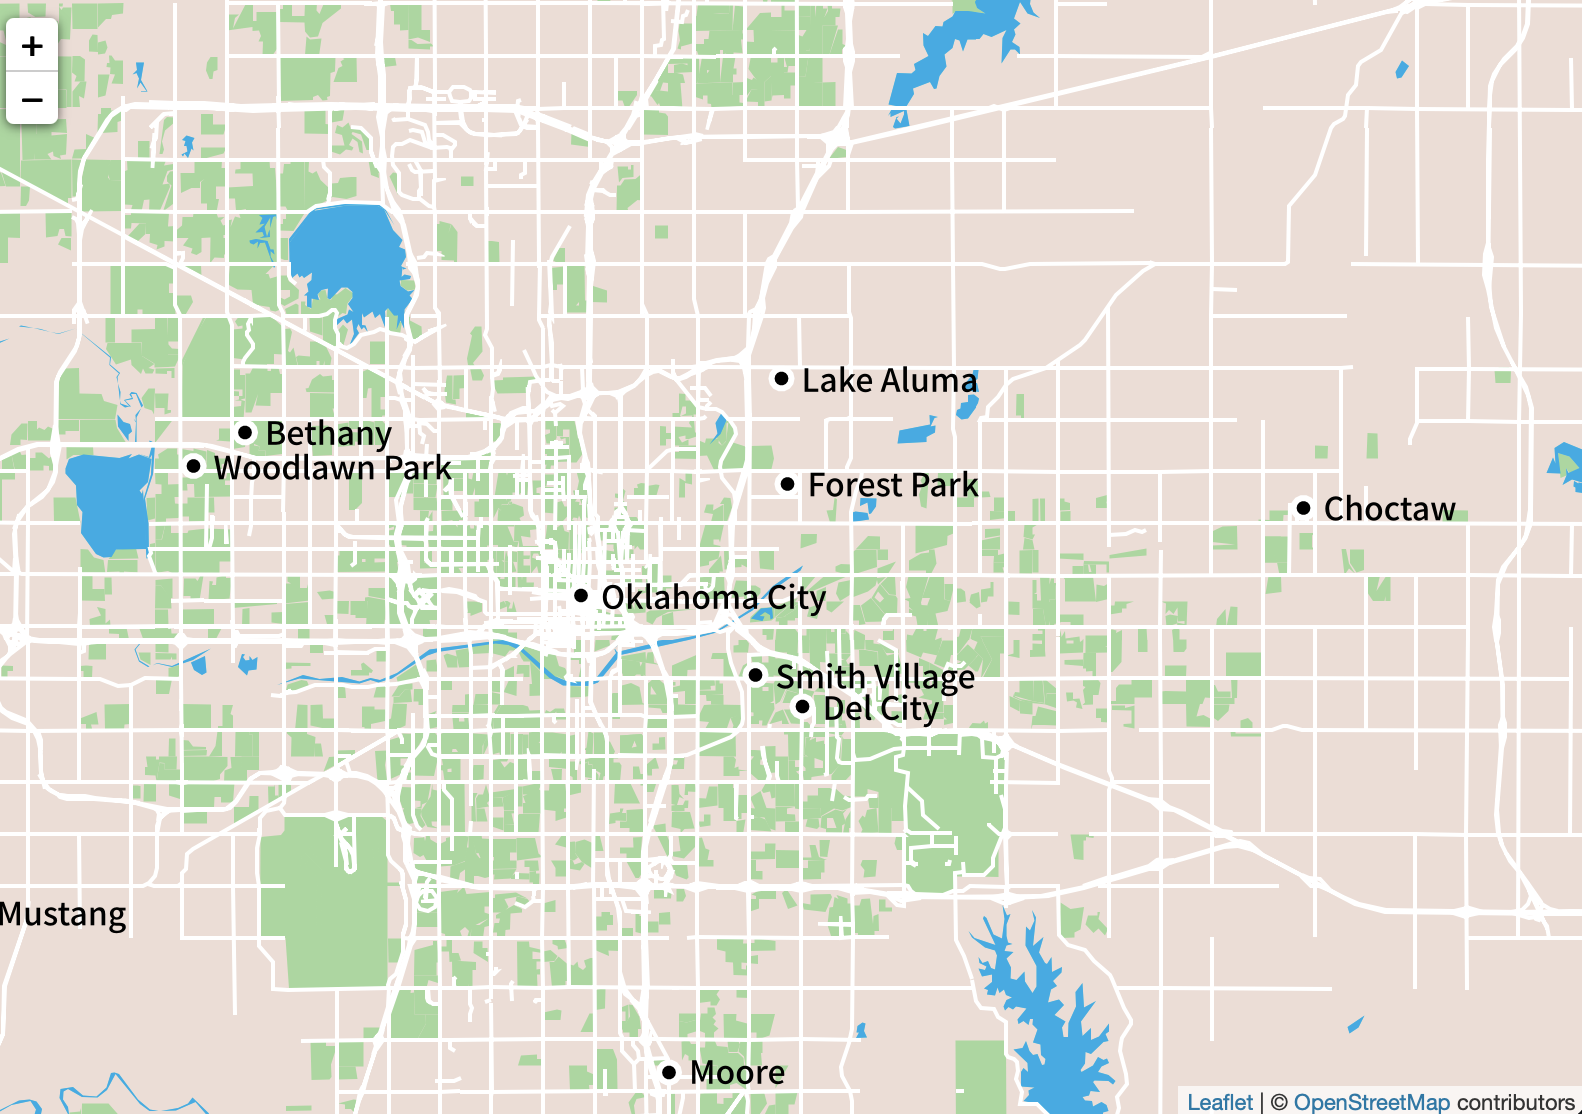 +
−
Lake Aluma
Bethany
Woodlawn Park
Forest Park
Choctaw
Oklahoma City
Smith Village
Del City
Mustang
Moore
Leaflet | © OpenStreetMap contributors